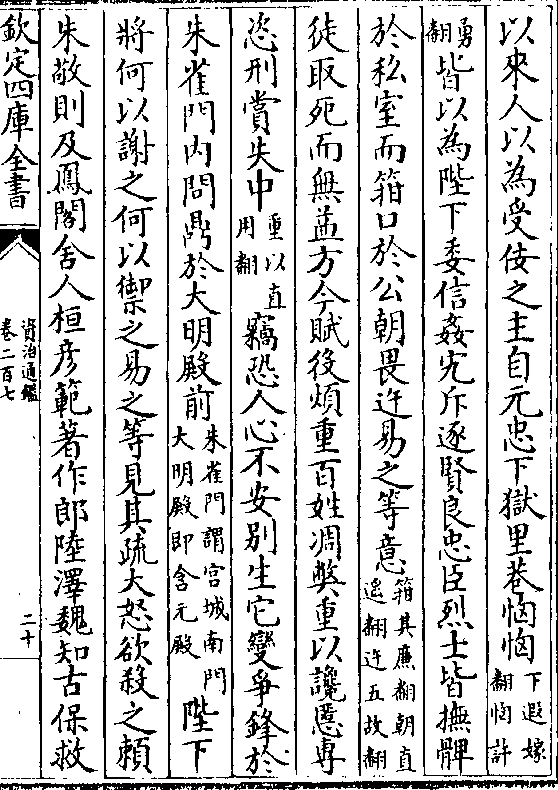 以來人以為受佞之主自元忠下獄里巷恟恟下遐嫁翻恟許
勇翻皆以為陛下委信姦宄斥逐賢良忠臣烈士皆撫髀
於私室而箝口於公朝畏迕易之等意箝其廉翻朝直遥翻迕五故翻
徒取死而無益方今賦役煩重百姓凋弊重以讒慝專
恣刑賞失中重直用翻以竊恐人心不安别生它變爭鋒於
朱雀門内問鼎於大明殿前朱雀門謂宫城南門大明殿即含元殿陛下
將何以謝之何以禦之易之等見其疏大怒欲殺之賴
朱敬則及鳳閣舍人桓彦範著作郎陸澤魏知古保救
欽定四庫全書
資治通鑑
卷二百七
二十